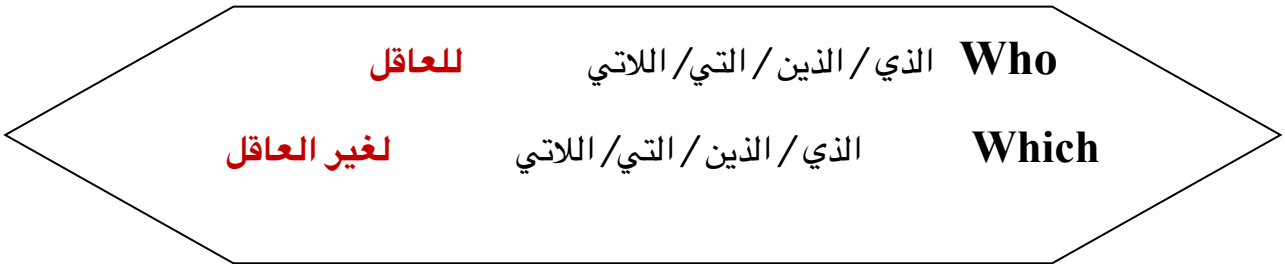 Who الذي / الذين / التي/ اللاتي للعاقل
Which الذي / الذين / التي/ اللاتي لغير العاقل